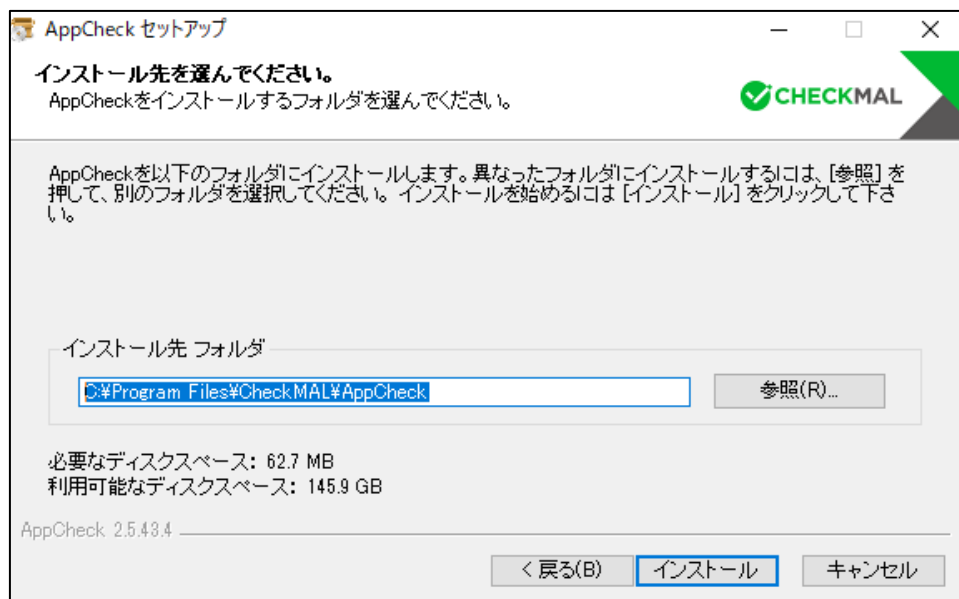 AppCheck セットアップ
インストール先を選んでください。
AppCheckをインストールするフォルダを選んでください。
CHECKMAL
AppCheckを以下のフォルダにインストールします。異なったフォルダにインストールするには、[参照] を
押して、別のフォルダを選択してください。インストールを始めるには [インストール] をクリックして下さ
い。
インストール先 フォルダ
C:¥Program Files¥CheckMAL¥AppCheck
参照(R)...
必要なディスクスペース: 62.7 MB
利用可能なディスクスペース: 145.9 GB
AppCheck 2.5.43.4
< 戻る(B)
インストール
キャンセル